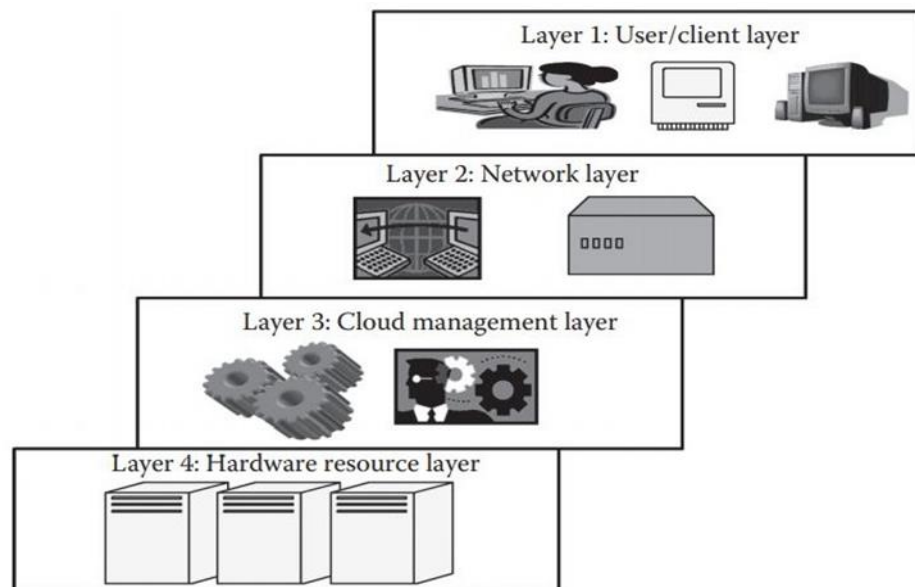 Layer 1: User/client layer
Layer 2: Network layer
Layer 3: Cloud management layer
Layer 4: Hardware resource layer